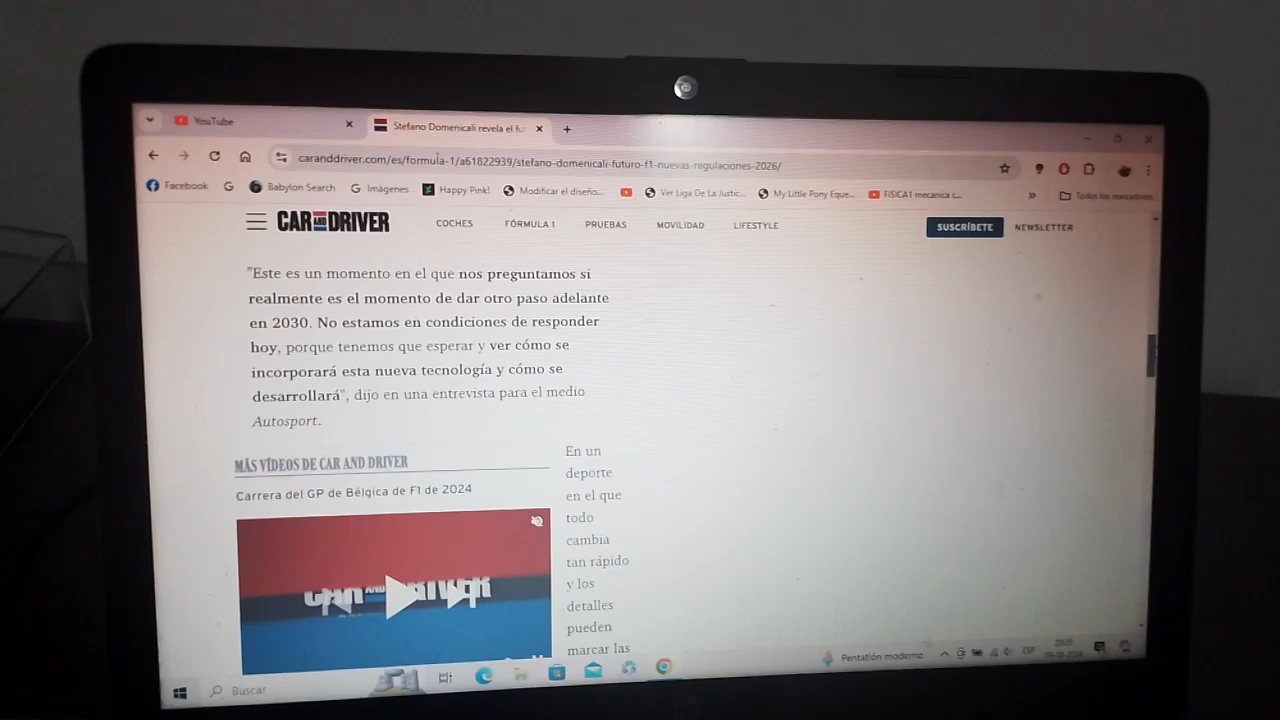 YouTube
Stefano Domenicali revela el fu
caranddriver.com/es/formula-1/a61822939/stefano-domenicali-futuro-f1-nuevas-regulaciones-2026/
Facebook Babylon Search Imágenes Happy Pink! Modificar el diseño... Ver Liga De La Justic... My Little Pony Eque... FISICA1 mecanica c... » Todos los marcadores
CAR AND DRIVER COCHES FÓRMULA 1 PRUEBAS MOVILIDAD LIFESTYLE SUSCRÍBETE NEWSLETTER
"Este es un momento en el que nos preguntamos si
realmente es el momento de dar otro paso adelante
en 2030. No estamos en condiciones de responder
hoy, porque tenemos que esperar y ver cómo se
incorporará esta nueva tecnología y cómo se
desarrollará", dijo en una entrevista para el medio
Autosport.
MÁS VÍDEOS DE CAR AND DRIVER
Carrera del GP de Bélgica de F1 de 2024
CAR AND DRIVER
En un
deporte
en el que
todo
cambia
tan rápido
y los
detalles
pueden
marcar las
Buscar
Pentatlón moderno
ESP